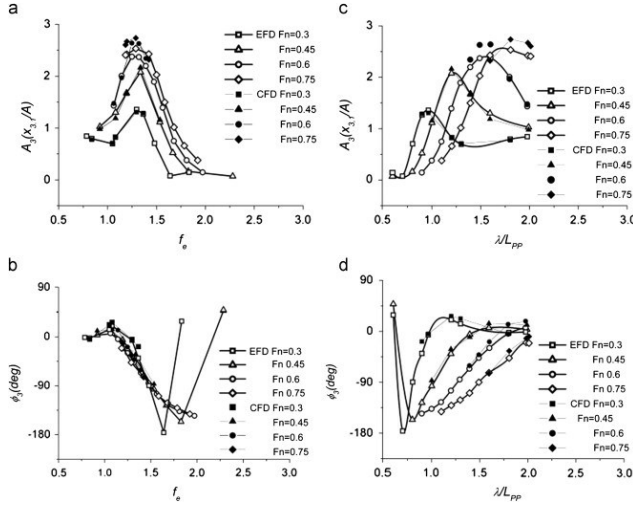 a
A3(x3,1/A)
3
2
1
0
0.5 1.0 1.5 2.0 2.5 3.0
fe
EFD Fn=0.3
Fn=0.45
Fn=0.6
Fn=0.75
CFD Fn=0.3
Fn=0.45
Fn=0.6
Fn=0.75
c
A3(x3,1/A)
3
2
1
0
0.5 1.0 1.5 2.0
λ/LPP
EFD Fn=0.3
Fn=0.45
Fn=0.6
Fn=0.75
CFD Fn=0.3
Fn=0.45
Fn=0.6
Fn=0.75
b
ϕ3(deg)
90
0
-90
-180
0.5 1.0 1.5 2.0 2.5 3.0
fe
EFD Fn=0.3
Fn 0.45
Fn 0.6
Fn 0.75
CFD Fn=0.3
Fn=0.45
Fn=0.6
Fn=0.75
d
ϕ3(deg)
90
0
-90
-180
0.5 1.0 1.5 2.0
λ/LPP
EFD Fn=0.3
Fn 0.45
Fn 0.6
Fn 0.75
CFD Fn=0.3
Fn=0.45
Fn=0.6
Fn=0.75